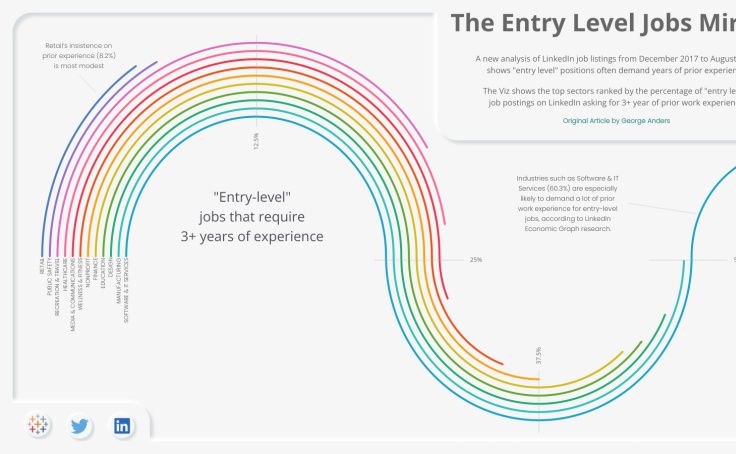 The Entry Level Jobs Mir
A new analysis of LinkedIn job listings from December 2017 to August
shows "entry level" positions often demand years of prior experien
The Viz shows the top sectors ranked by the percentage of "entry le
job postings on LinkedIn asking for 3+ year of prior work experien
Original Article by George Anders
Retail's insistence on
prior experience (8.2%)
is most modest
12.5%
"Entry-level"
jobs that require
3+ years of experience
Industries such as Software & IT
Services (60.3%) are especially
likely to demand a lot of prior
work experience for entry-level
jobs, according to LinkedIn
Economic Graph research.
25%
5
RETAIL
PUBLIC SAFETY
RECREATION & TRAVEL
HEALTHCARE
MEDIA & COMMUNICATIONS
WELLNESS & FITNESS
NONPROFIT
FINANCE
EDUCATION
DESIGN
MANUFACTURING
SOFTWARE & IT SERVICES
37.5%
in